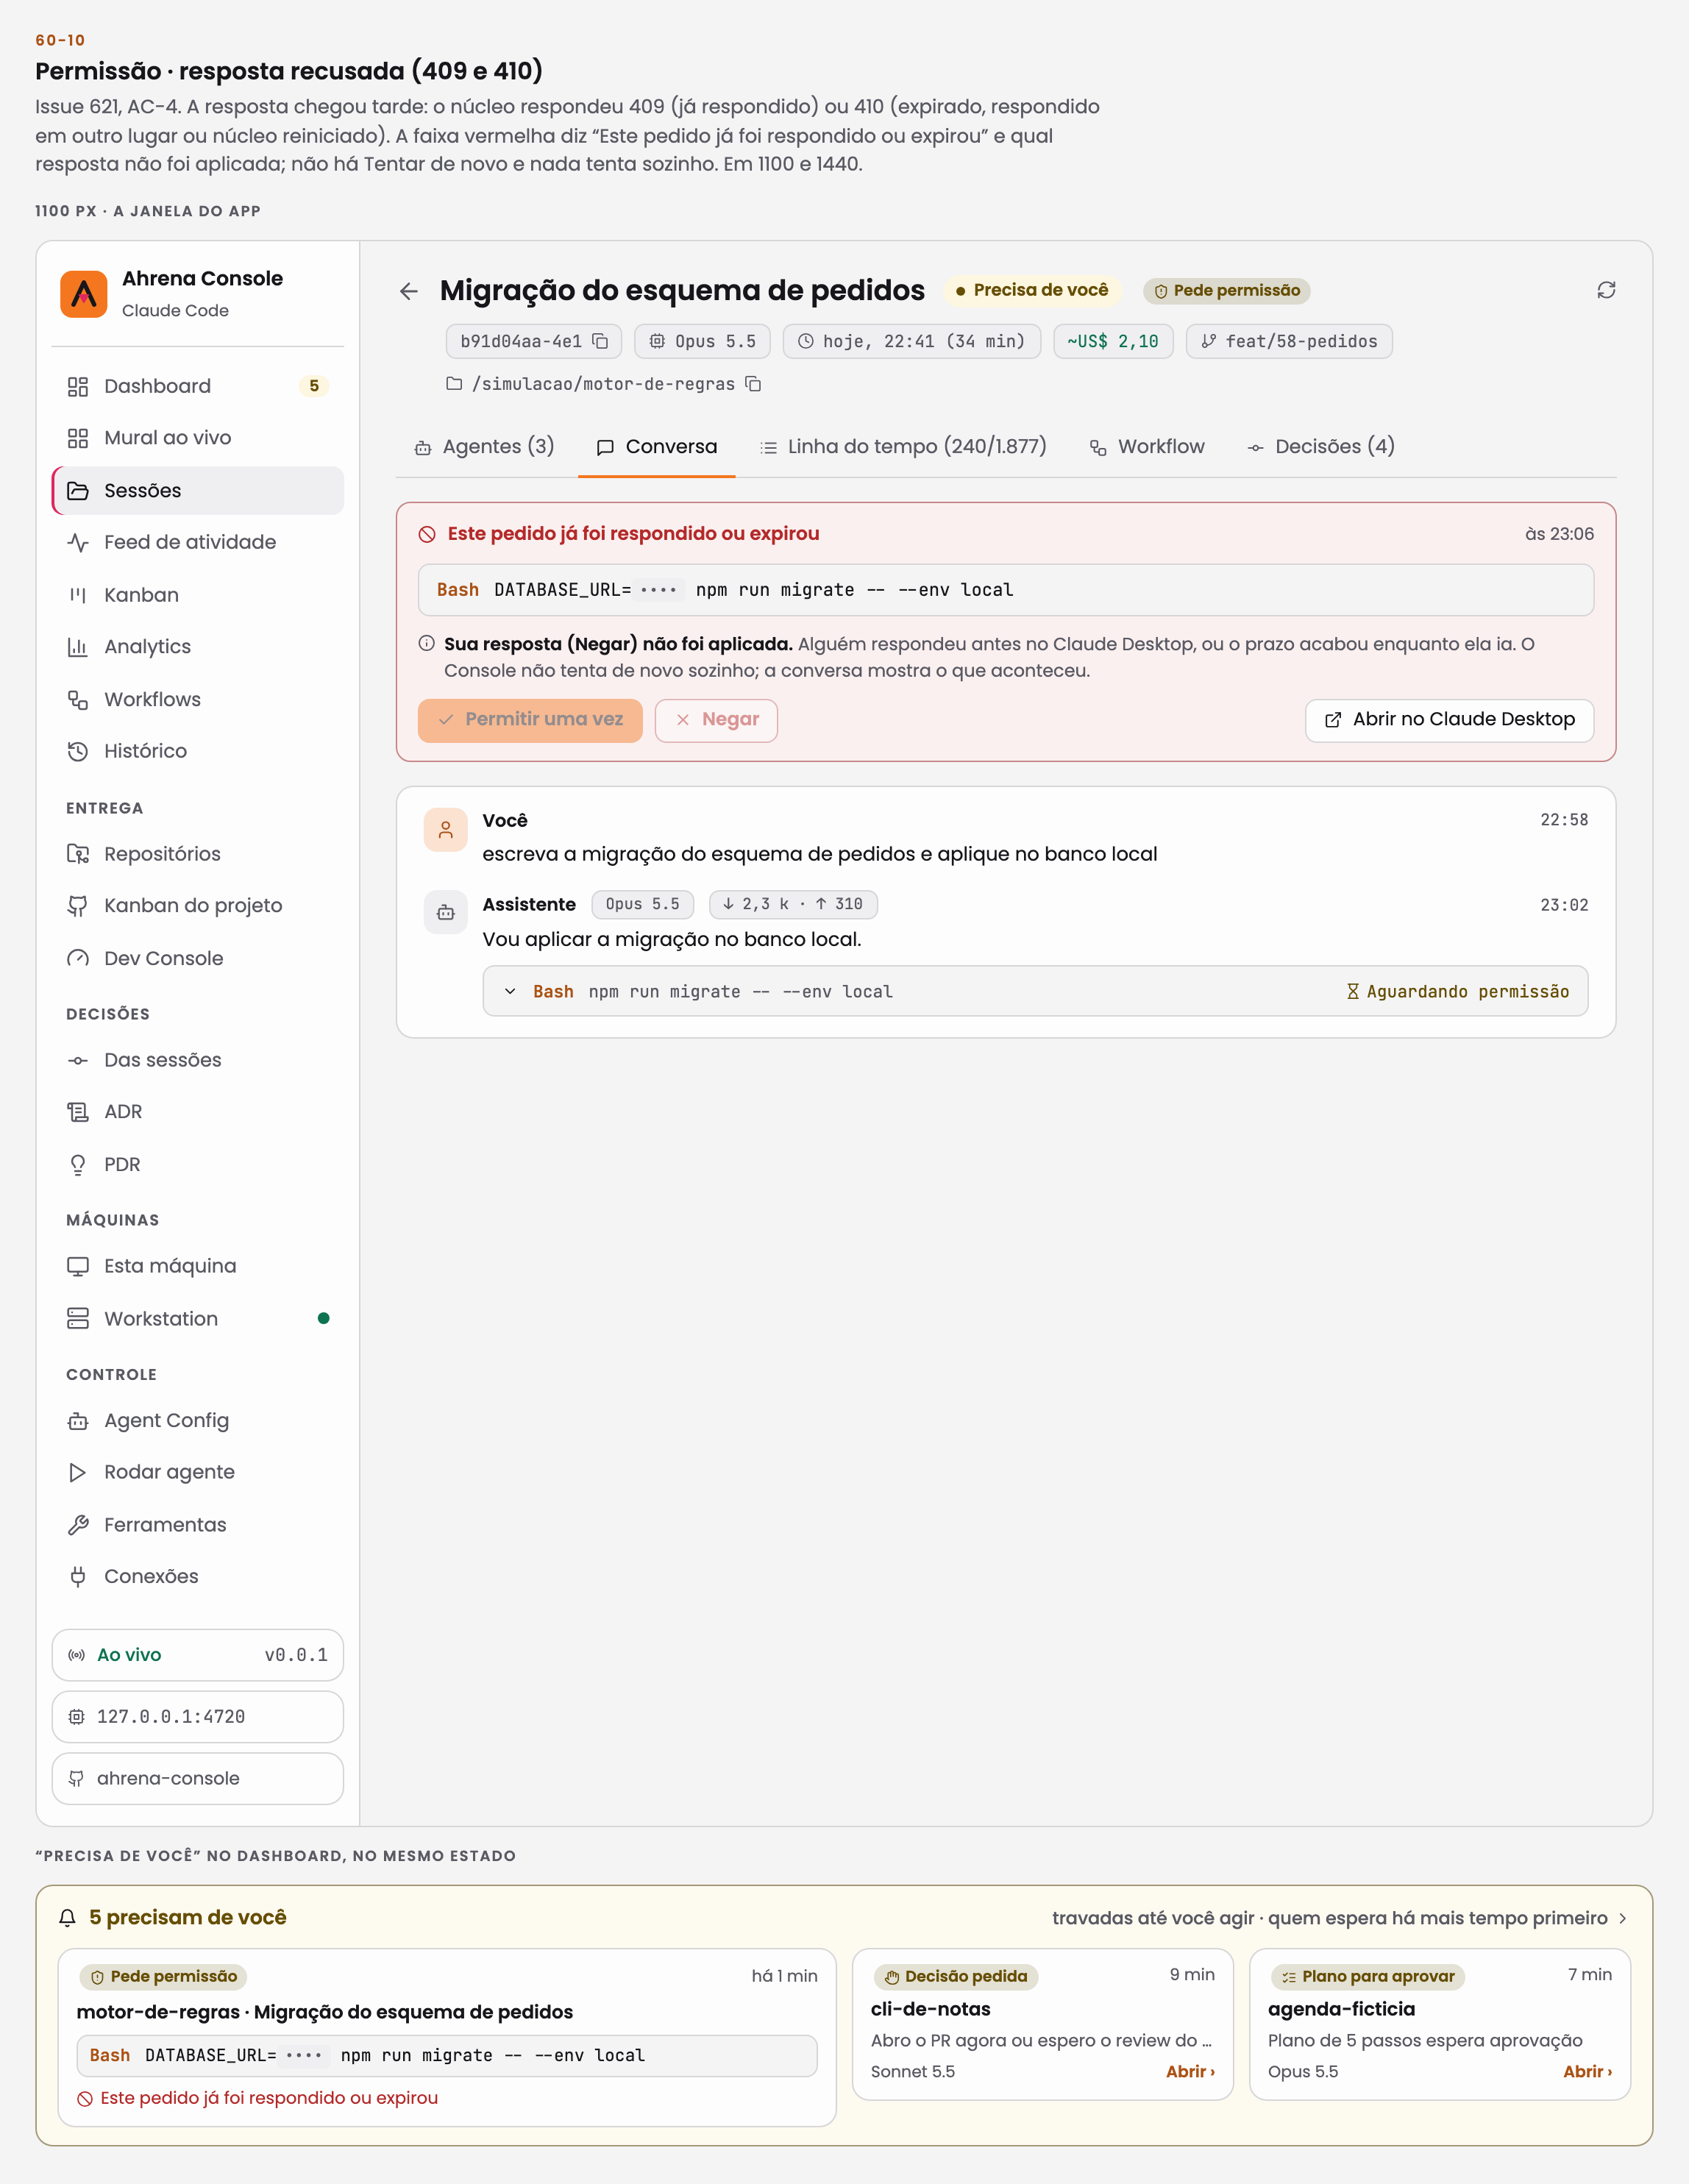 60-10
Permissão · resposta recusada (409 e 410)
Issue 621, AC-4. A resposta chegou tarde: o núcleo respondeu 409 (já respondido) ou 410 (expirado, respondido
em outro lugar ou núcleo reiniciado). A faixa vermelha diz “Este pedido já foi respondido ou expirou” e qual
resposta não foi aplicada; não há Tentar de novo e nada tenta sozinho. Em 1100 e 1440.
1100 PX · A JANELA DO APP
Ahrena Console
Claude Code
Dashboard 5
Mural ao vivo
Sessões
Feed de atividade
Kanban
Analytics
Workflows
Histórico
ENTREGA
Repositórios
Kanban do projeto
Dev Console
DECISÕES
Das sessões
ADR
PDR
MÁQUINAS
Esta máquina
Workstation
CONTROLE
Agent Config
Rodar agente
Ferramentas
Conexões
Ao vivo v0.0.1
127.0.0.1:4720
ahrena-console
Migração do esquema de pedidos Precisa de você Pede permissão
b91d04aa-4e1 Opus 5.5 hoje, 22:41 (34 min) ~US$ 2,10 feat/58-pedidos
/simulacao/motor-de-regras
Agentes (3) Conversa Linha do tempo (240/1.877) Workflow Decisões (4)
Este pedido já foi respondido ou expirou às 23:06
Bash DATABASE_URL=•••• npm run migrate -- --env local
Sua resposta (Negar) não foi aplicada. Alguém respondeu antes no Claude Desktop, ou o prazo acabou enquanto ela ia. O
Console não tenta de novo sozinho; a conversa mostra o que aconteceu.
Permitir uma vez Negar Abrir no Claude Desktop
Você 22:58
escreva a migração do esquema de pedidos e aplique no banco local
Assistente Opus 5.5 ↓ 2,3 k · ↑ 310 23:02
Vou aplicar a migração no banco local.
Bash npm run migrate -- --env local Aguardando permissão
“PRECISA DE VOCÊ” NO DASHBOARD, NO MESMO ESTADO
5 precisam de você travadas até você agir · quem espera há mais tempo primeiro ›
Pede permissão há 1 min
motor-de-regras · Migração do esquema de pedidos
Bash DATABASE_URL=•••• npm run migrate -- --env local
Este pedido já foi respondido ou expirou
Decisão pedida 9 min
cli-de-notas
Abro o PR agora ou espero o review do …
Sonnet 5.5 Abrir ›
Plano para aprovar 7 min
agenda-ficticia
Plano de 5 passos espera aprovação
Opus 5.5 Abrir ›